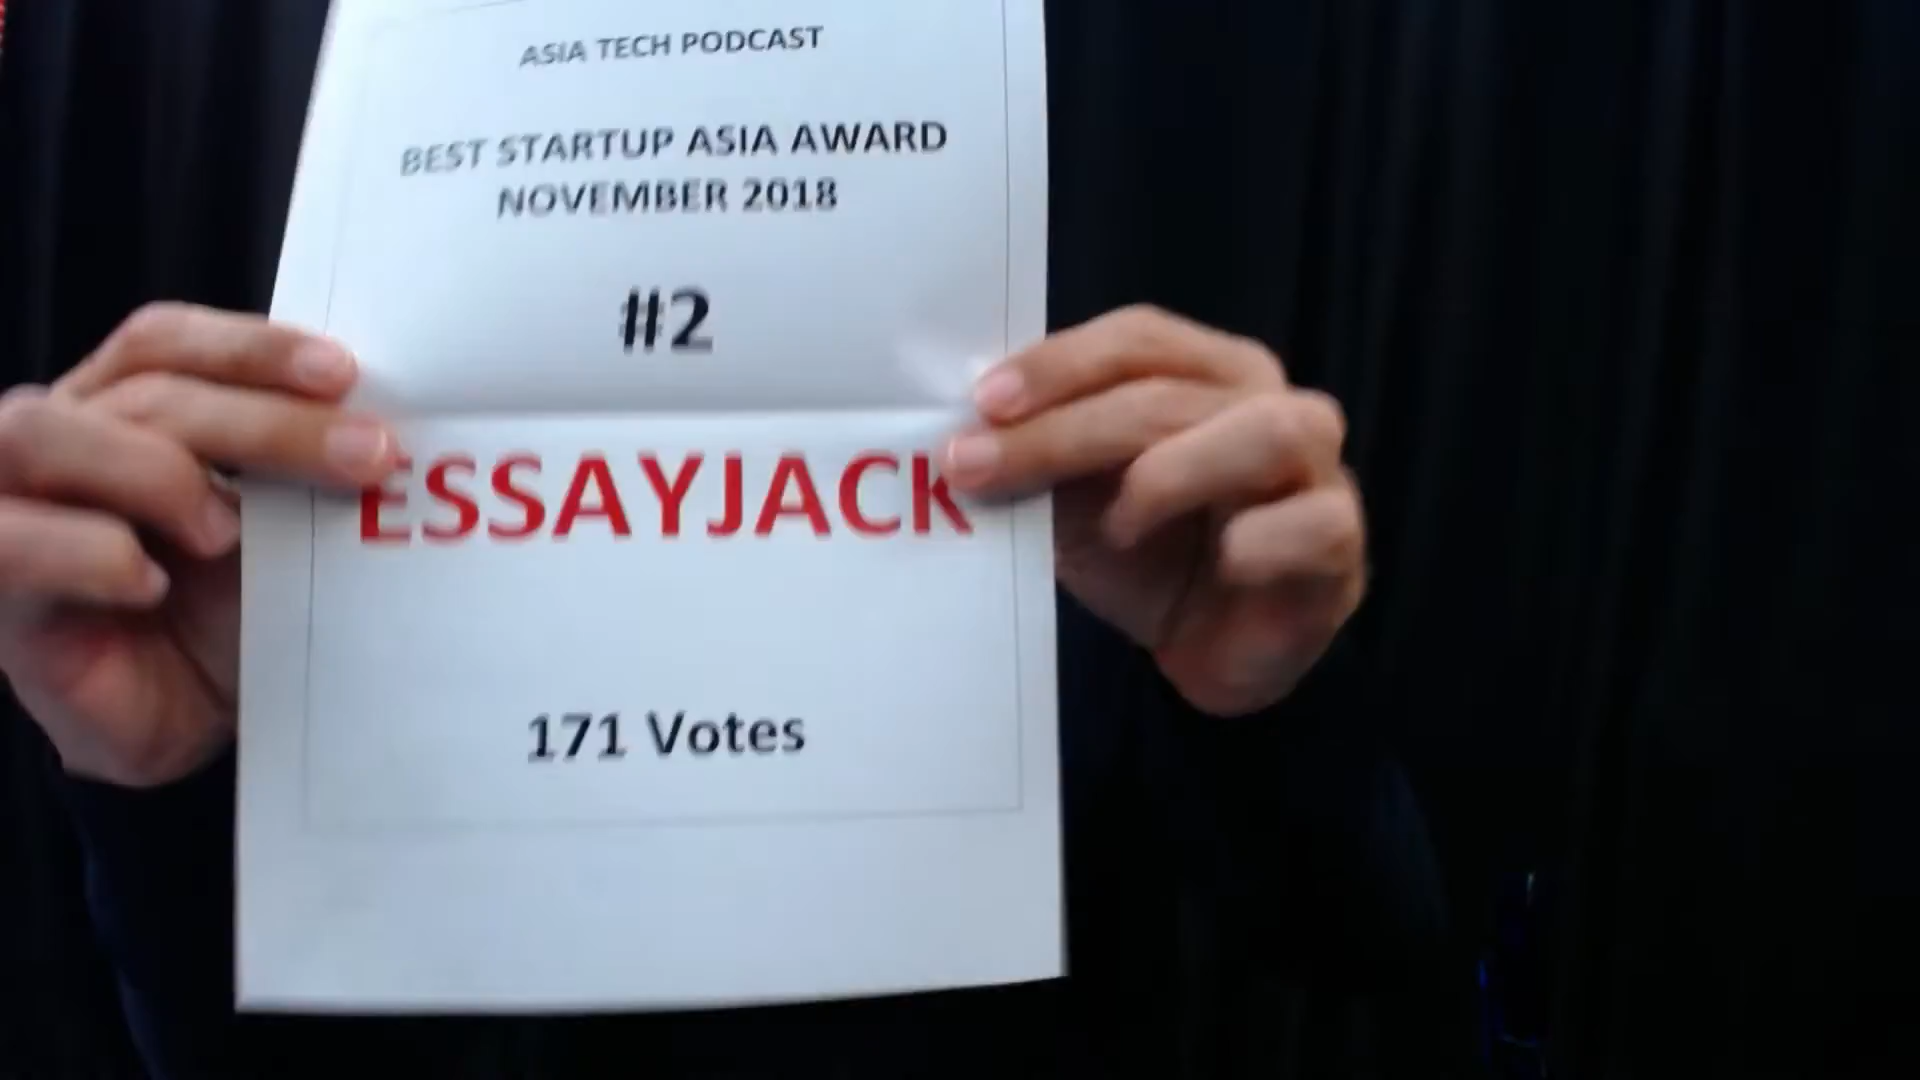 ASIA TECH PODCAST
BEST STARTUP ASIA AWARD
NOVEMBER 2018
#2
ESSAYJACK
171 Votes